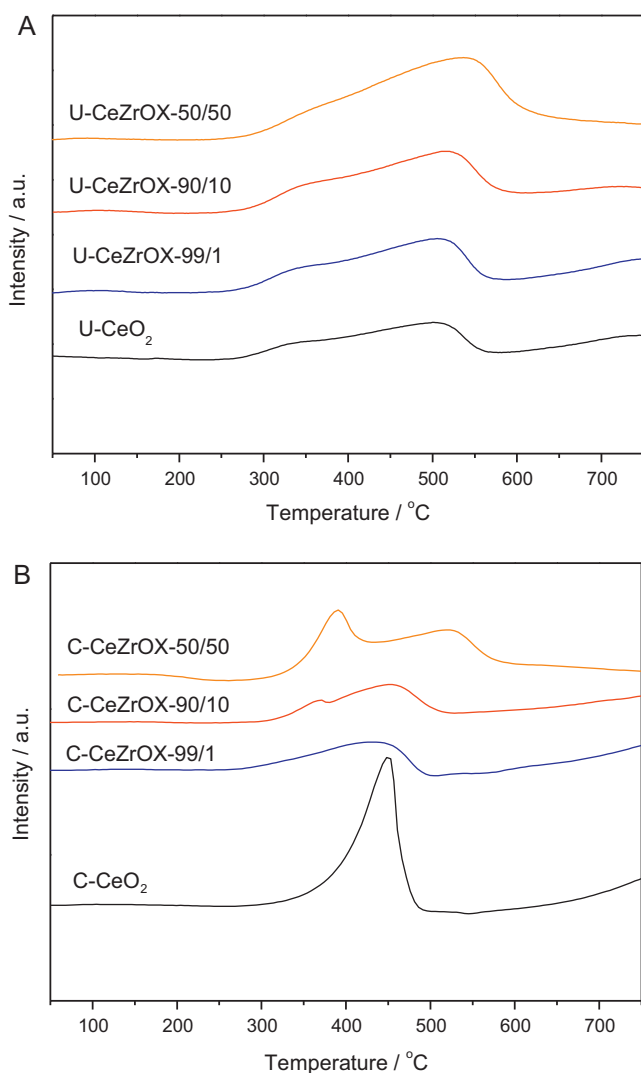 A
U-CeZrOX-50/50
U-CeZrOX-90/10
U-CeZrOX-99/1
U-CeO₂
Intensity / a.u.
100 200 300 400 500 600 700
Temperature / °C
B
C-CeZrOX-50/50
C-CeZrOX-90/10
C-CeZrOX-99/1
C-CeO₂
Intensity / a.u.
100 200 300 400 500 600 700
Temperature / °C